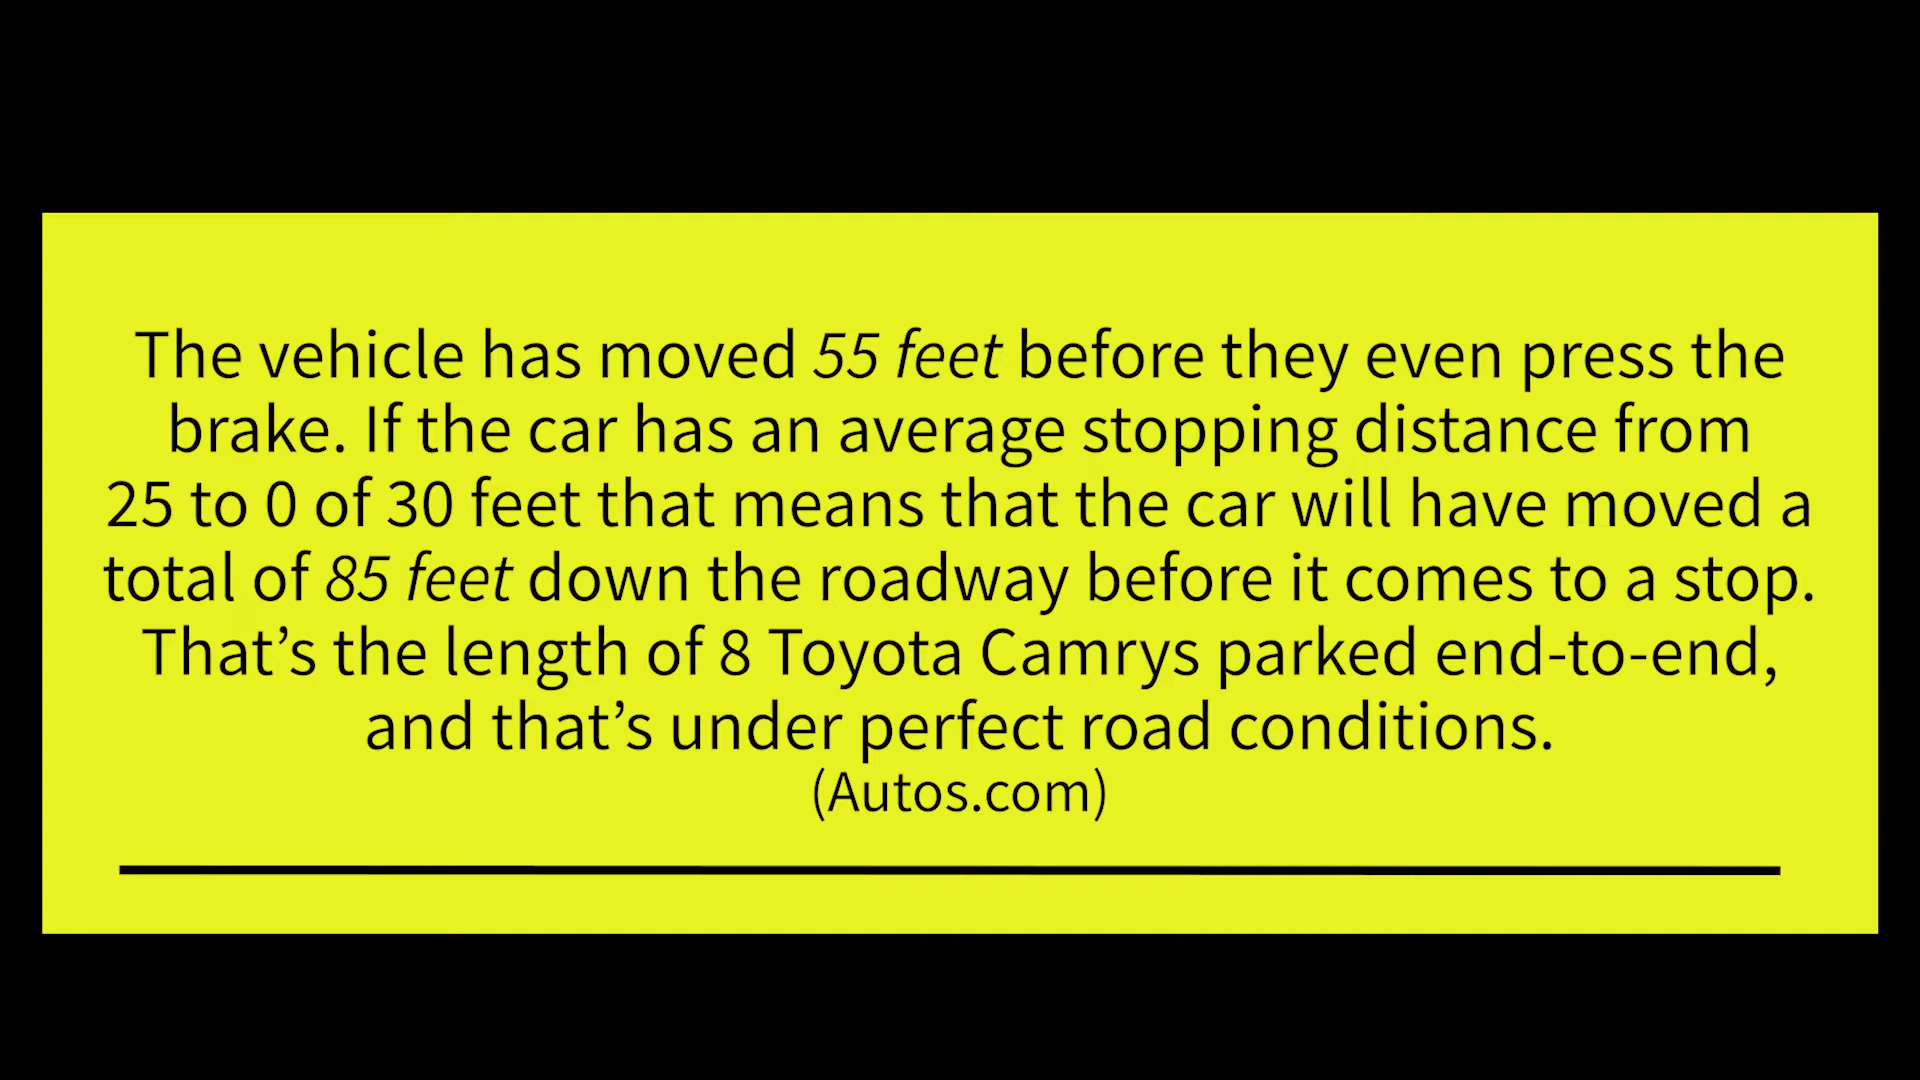 The vehicle has moved 55 feet before they even press the
brake. If the car has an average stopping distance from
25 to 0 of 30 feet that means that the car will have moved a
total of 85 feet down the roadway before it comes to a stop.
That’s the length of 8 Toyota Camrys parked end-to-end,
and that’s under perfect road conditions.
(Autos.com)